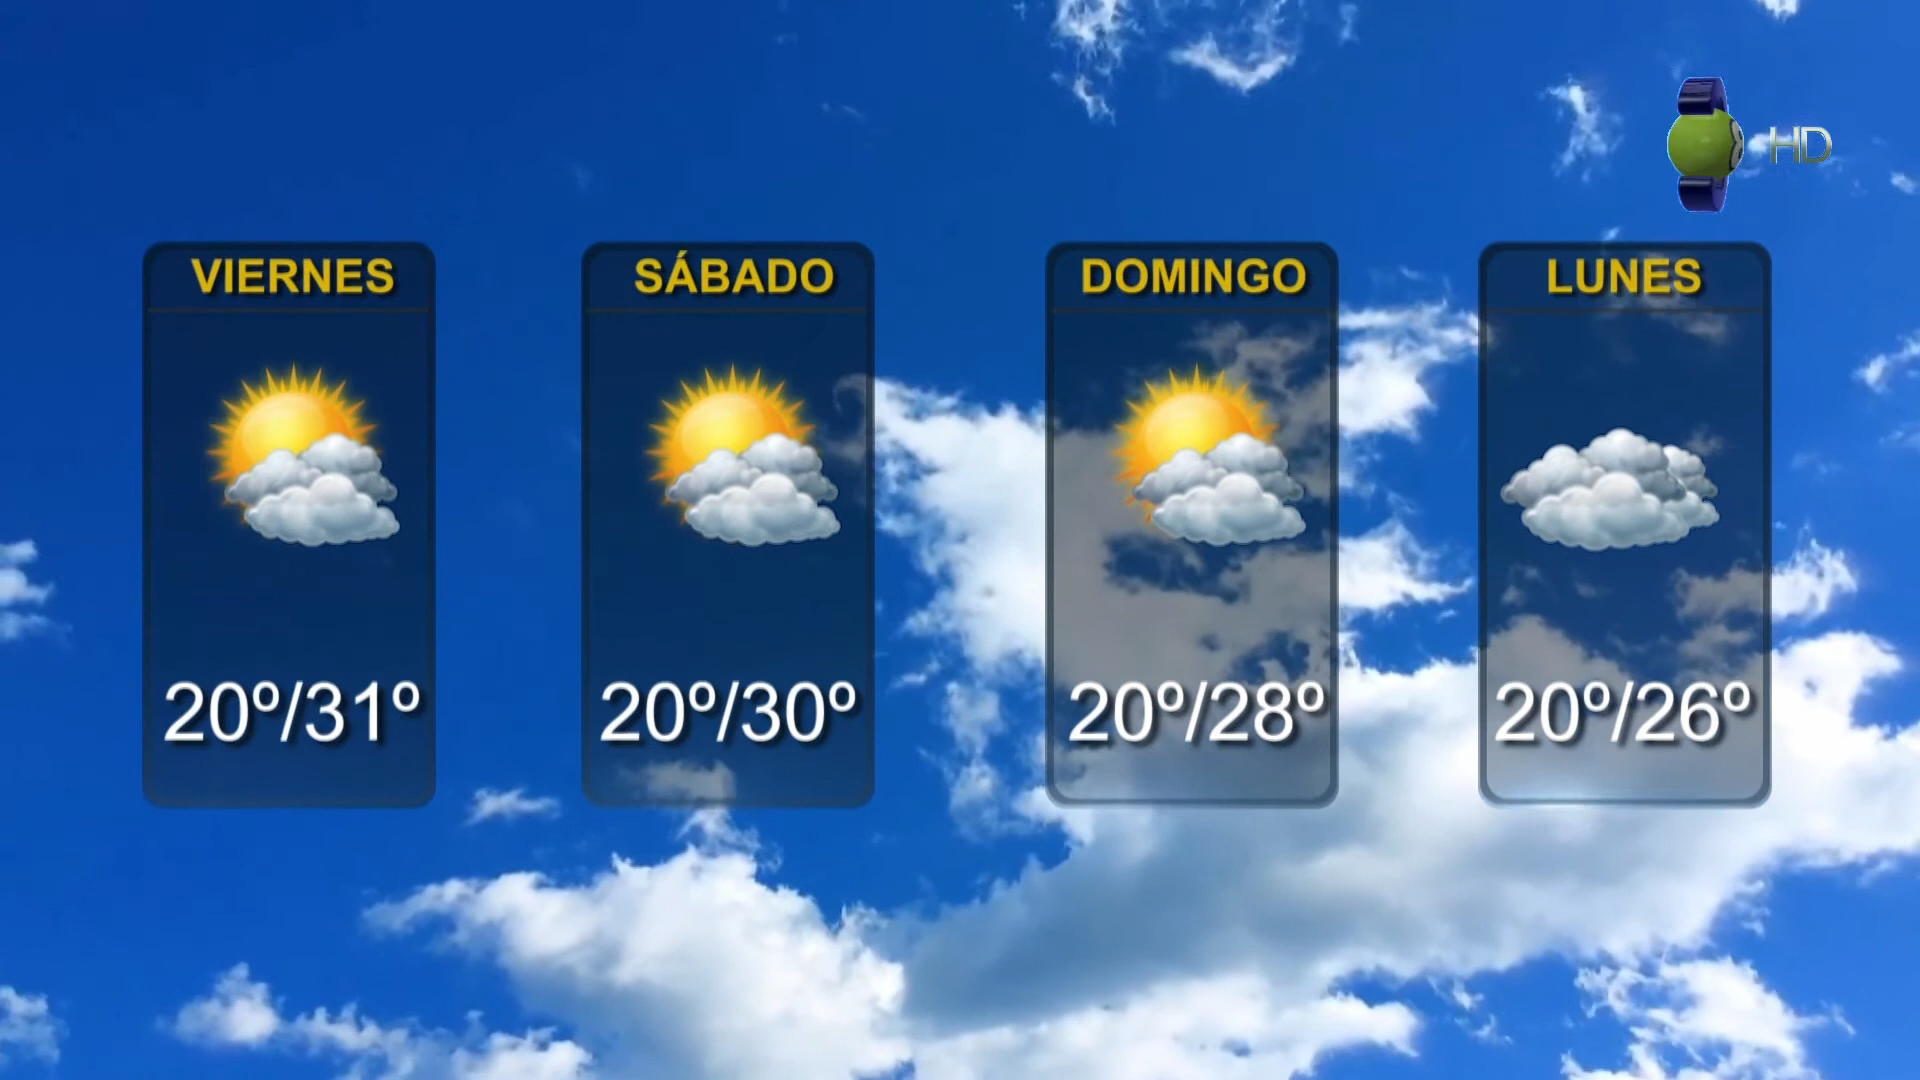 HD
VIERNES
SÁBADO
DOMINGO
LUNES
20º/31º
20º/30º
20º/28º
20º/26º